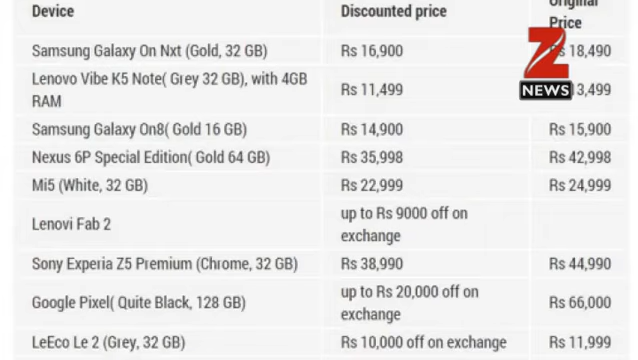 Device Discounted price Original Price
Samsung Galaxy On Nxt (Gold, 32 GB) Rs 16,900 18,490
Lenovo Vibe K5 Note( Grey 32 GB), with 4GB RAM Rs 11,499 3,499
Samsung Galaxy On8( Gold 16 GB) Rs 14,900 Rs 15,900
Nexus 6P Special Edition( Gold 64 GB) Rs 35,998 Rs 42,998
Mi5 (White, 32 GB) Rs 22,999 Rs 24,999
Lenovi Fab 2 up to Rs 9000 off on exchange
Sony Experia Z5 Premium (Chrome, 32 GB) Rs 38,990 Rs 44,990
Google Pixel( Quite Black, 128 GB) up to Rs 20,000 off on exchange Rs 66,000
LeEco Le 2 (Grey, 32 GB) Rs 10,000 off on exchange Rs 11,999
Z NEWS